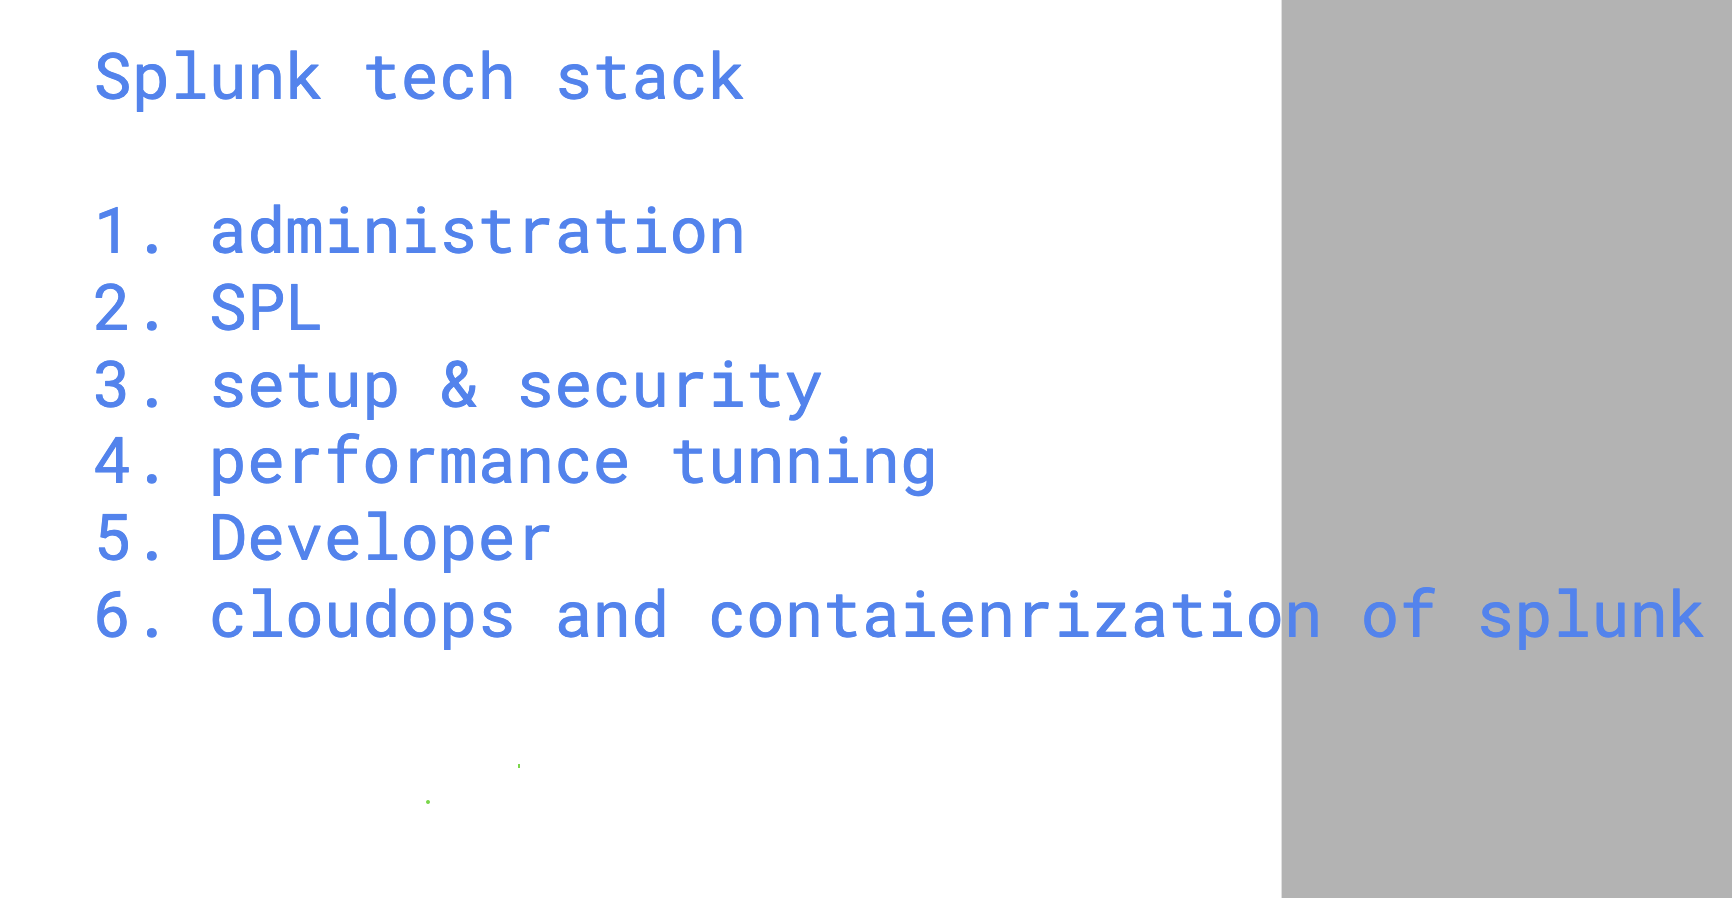 Splunk tech stack
1. administration
2. SPL
3. setup & security
4. performance tunning
5. Developer
6. cloudops and contaienrization of splunk